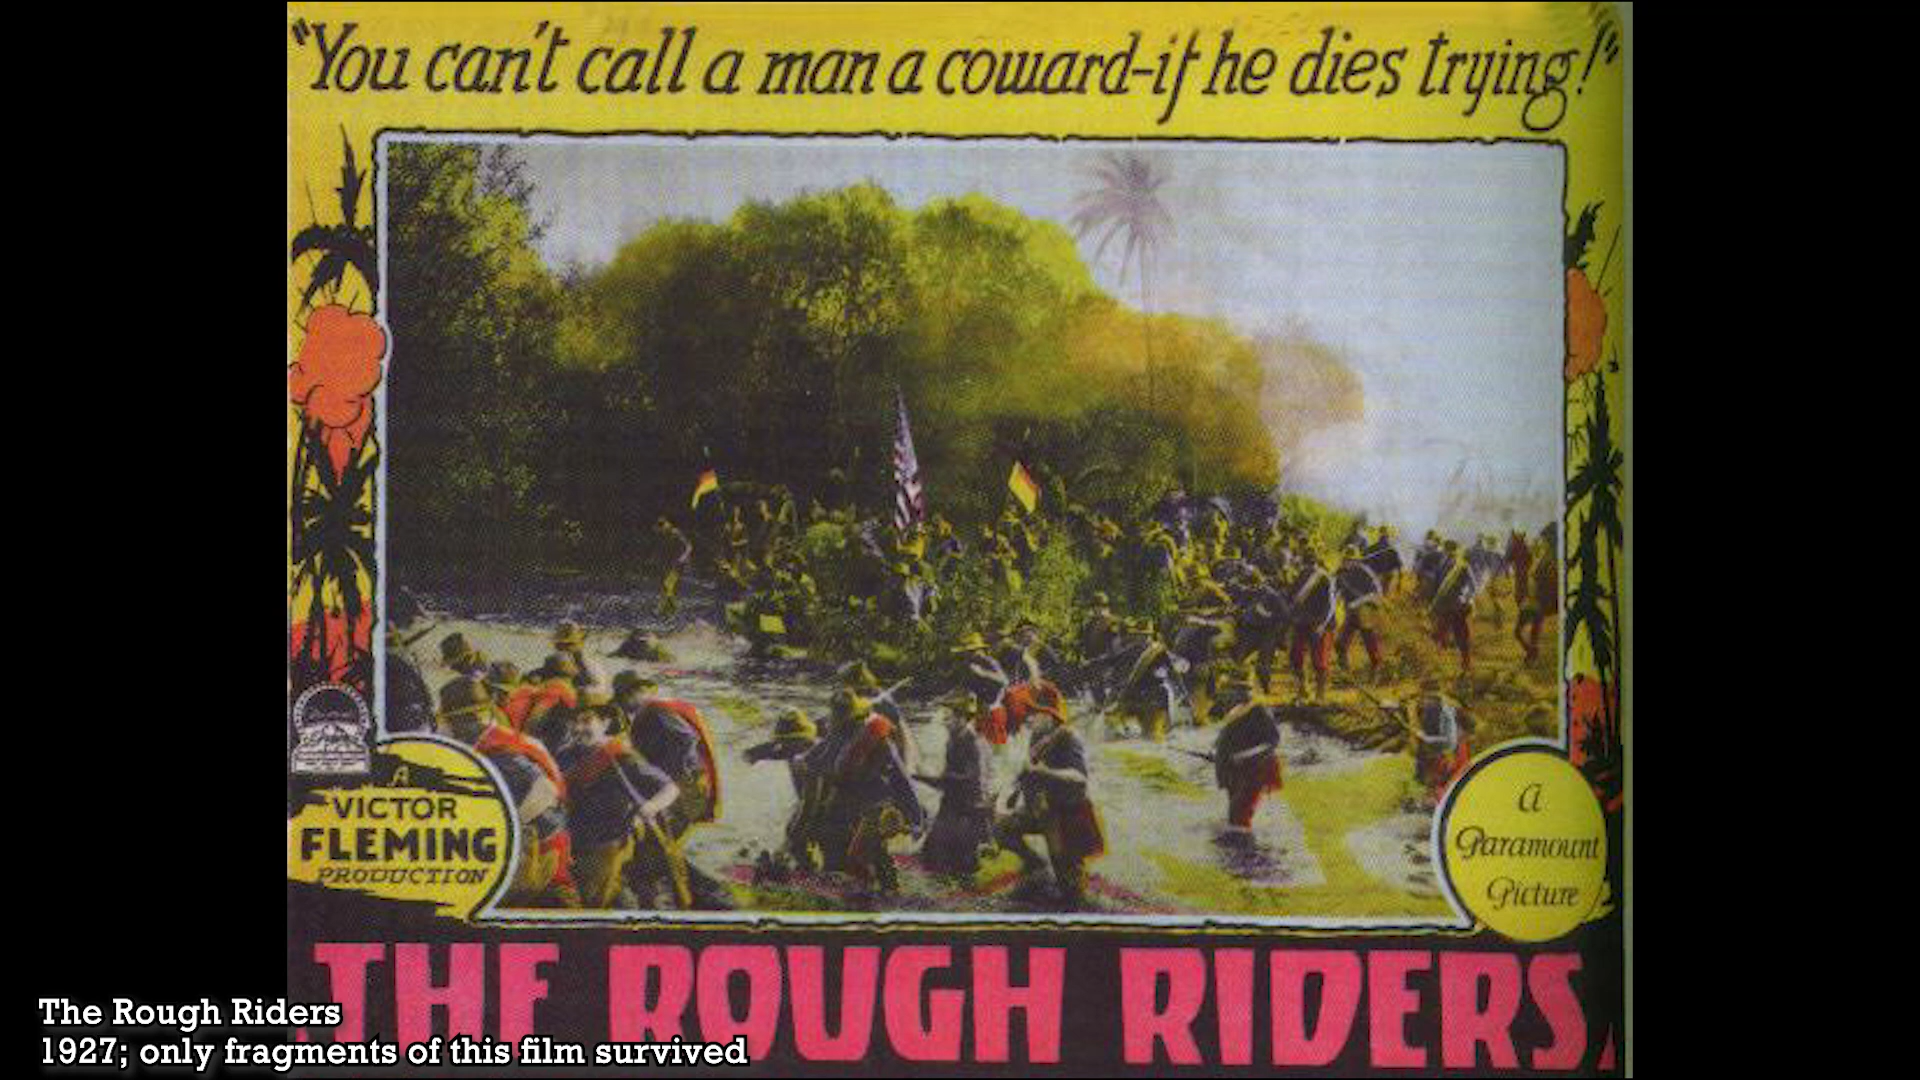 "You can't call a man a coward-if he dies trying!"
A
VICTOR
FLEMING
PRODUCTION
a
Paramount
Picture
THE ROUGH RIDERS
The Rough Riders
1927; only fragments of this film survived